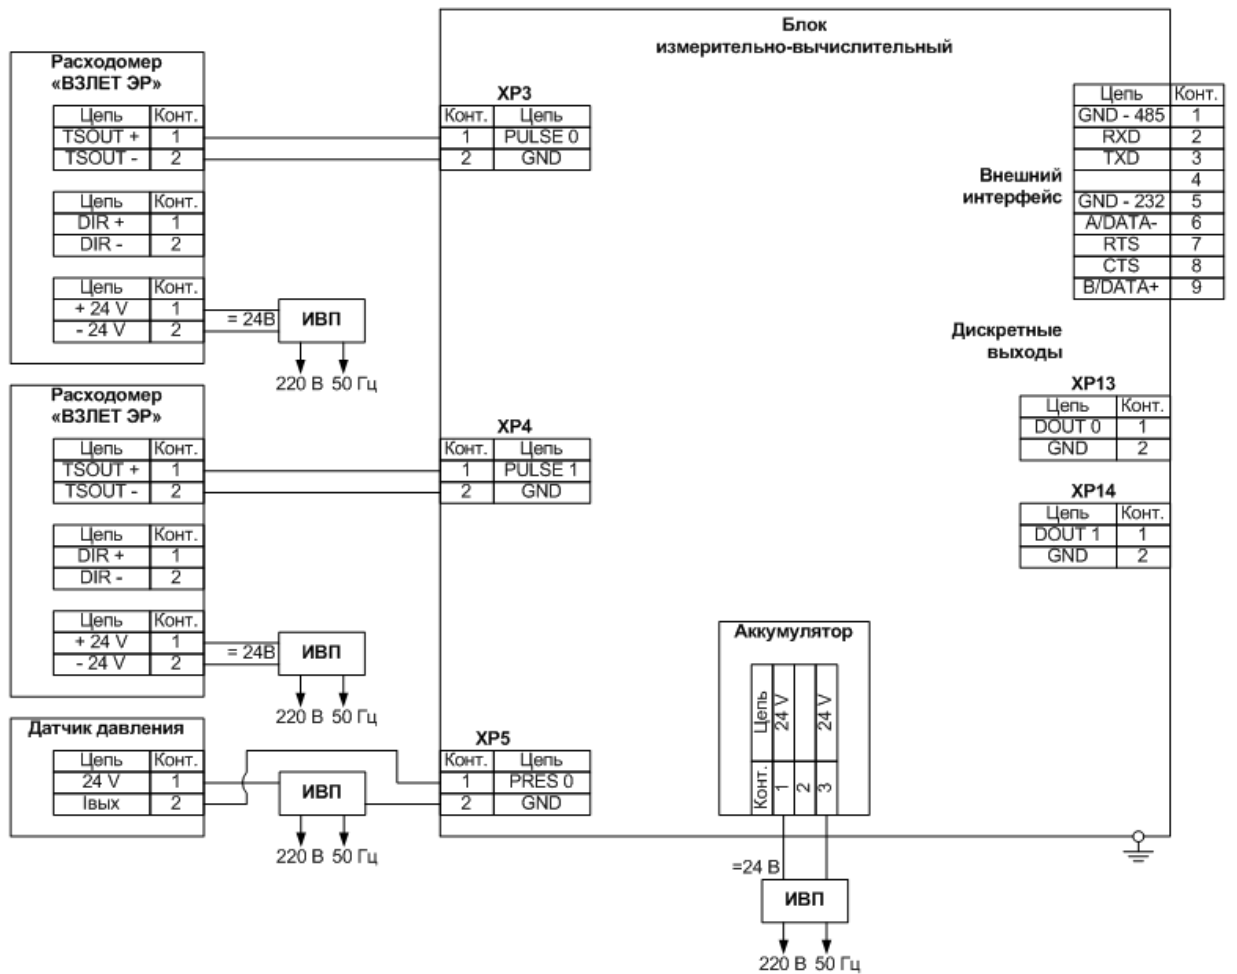 Блок
измерительно-вычислительный
Расходомер
«ВЗЛЕТ ЭР»
Цепь Конт.
TSOUT + 1
TSOUT - 2
Цепь Конт.
DIR + 1
DIR - 2
Цепь Конт.
+ 24 V 1
- 24 V 2
= 24В
ИВП
220 В 50 Гц
XP3
Конт. Цепь
1 PULSE 0
2 GND
Расходомер
«ВЗЛЕТ ЭР»
Цепь Конт.
TSOUT + 1
TSOUT - 2
Цепь Конт.
DIR + 1
DIR - 2
Цепь Конт.
+ 24 V 1
- 24 V 2
= 24В
ИВП
220 В 50 Гц
XP4
Конт. Цепь
1 PULSE 1
2 GND
Датчик давления
Цепь Конт.
24 V 1
Iвых 2
ИВП
220 В 50 Гц
XP5
Конт. Цепь
1 PRES 0
2 GND
Внешний
интерфейс
Цепь Конт.
GND - 485 1
RXD 2
TXD 3
4
GND - 232 5
A/DATA- 6
RTS 7
CTS 8
B/DATA+ 9
Дискретные
выходы
XP13
Цепь Конт.
DOUT 0 1
GND 2
XP14
Цепь Конт.
DOUT 1 1
GND 2
Аккумулятор
Цепь Конт.
24 V 1
2
24 V 3
=24 В
ИВП
220 В 50 Гц